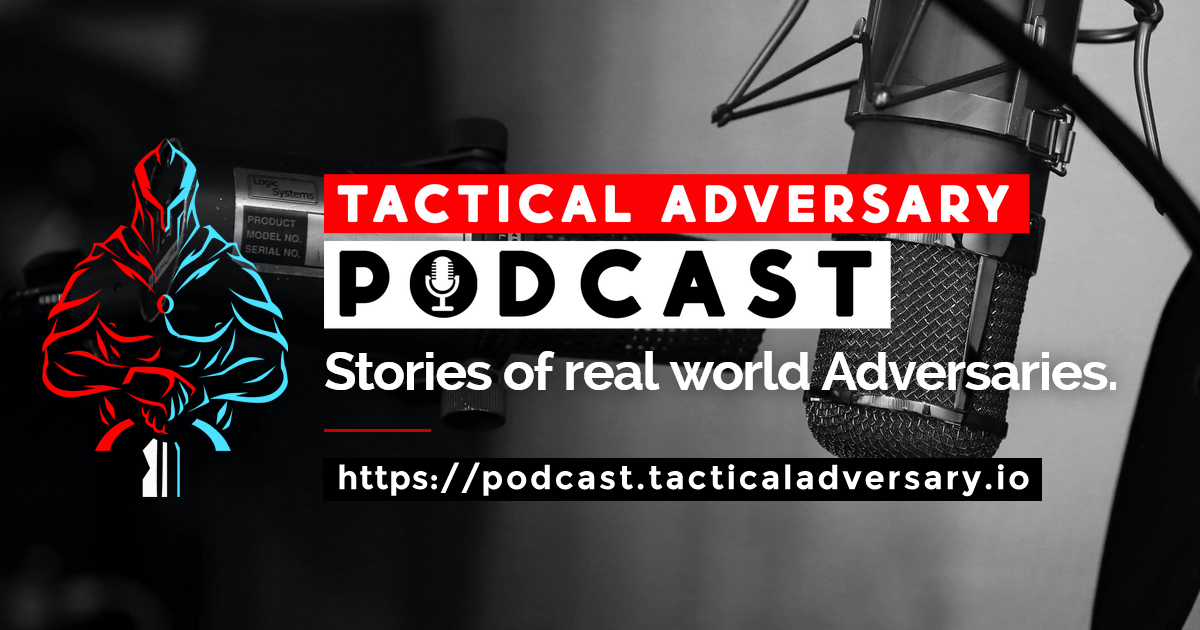 TACTICAL ADVERSARY
PODCAST
Stories of real world Adversaries.
https://podcast.tacticaladversary.io
Logic
Systems
PRODUCT
MODEL NO.
SERIAL NO.